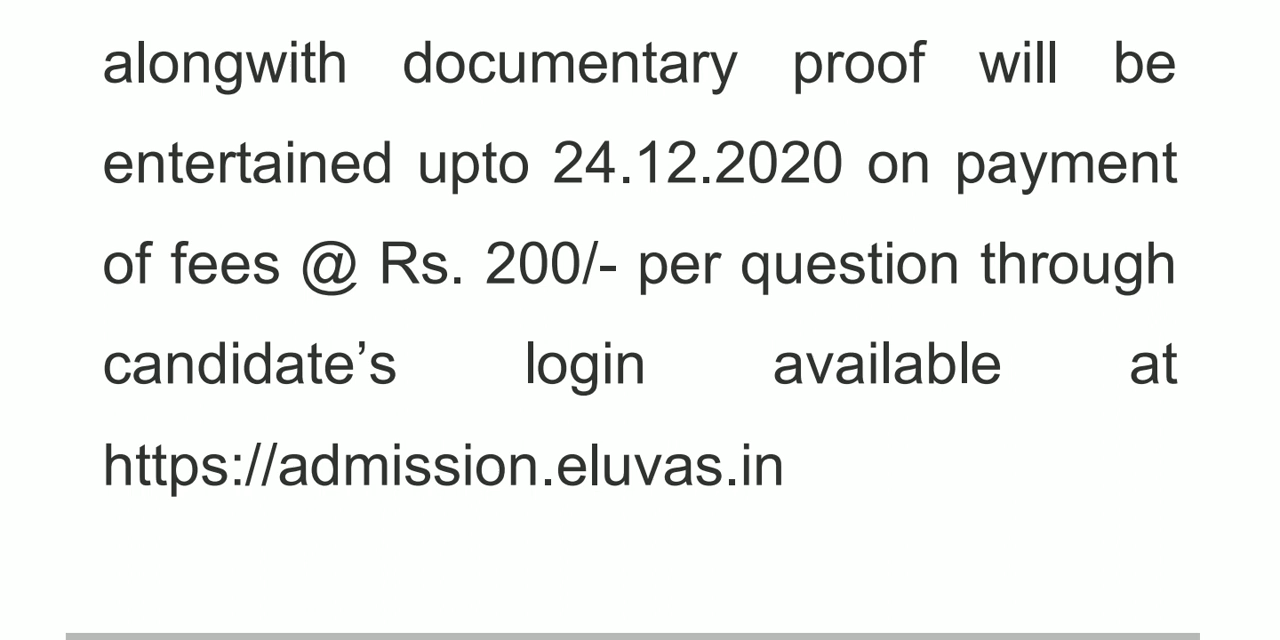 alongwith documentary proof will be
entertained upto 24.12.2020 on payment
of fees @ Rs. 200/- per question through
candidate’s login available at
https://admission.eluvas.in